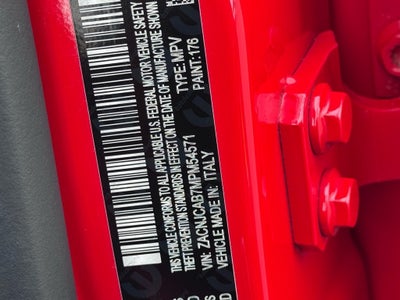 THIS VEHICLE CONFORMS TO ALL APPLICABLE U.S. FEDERAL MOTOR VEHICLE SAFETY
THEFT PREVENTION STANDARDS IN EFFECT ON THE DATE OF MANUFACTURE SHOWN
VIN: ZACNJCAB7MPM54571 TYPE: MPV
VEHICLE MADE IN: ITALY PAINT: 176